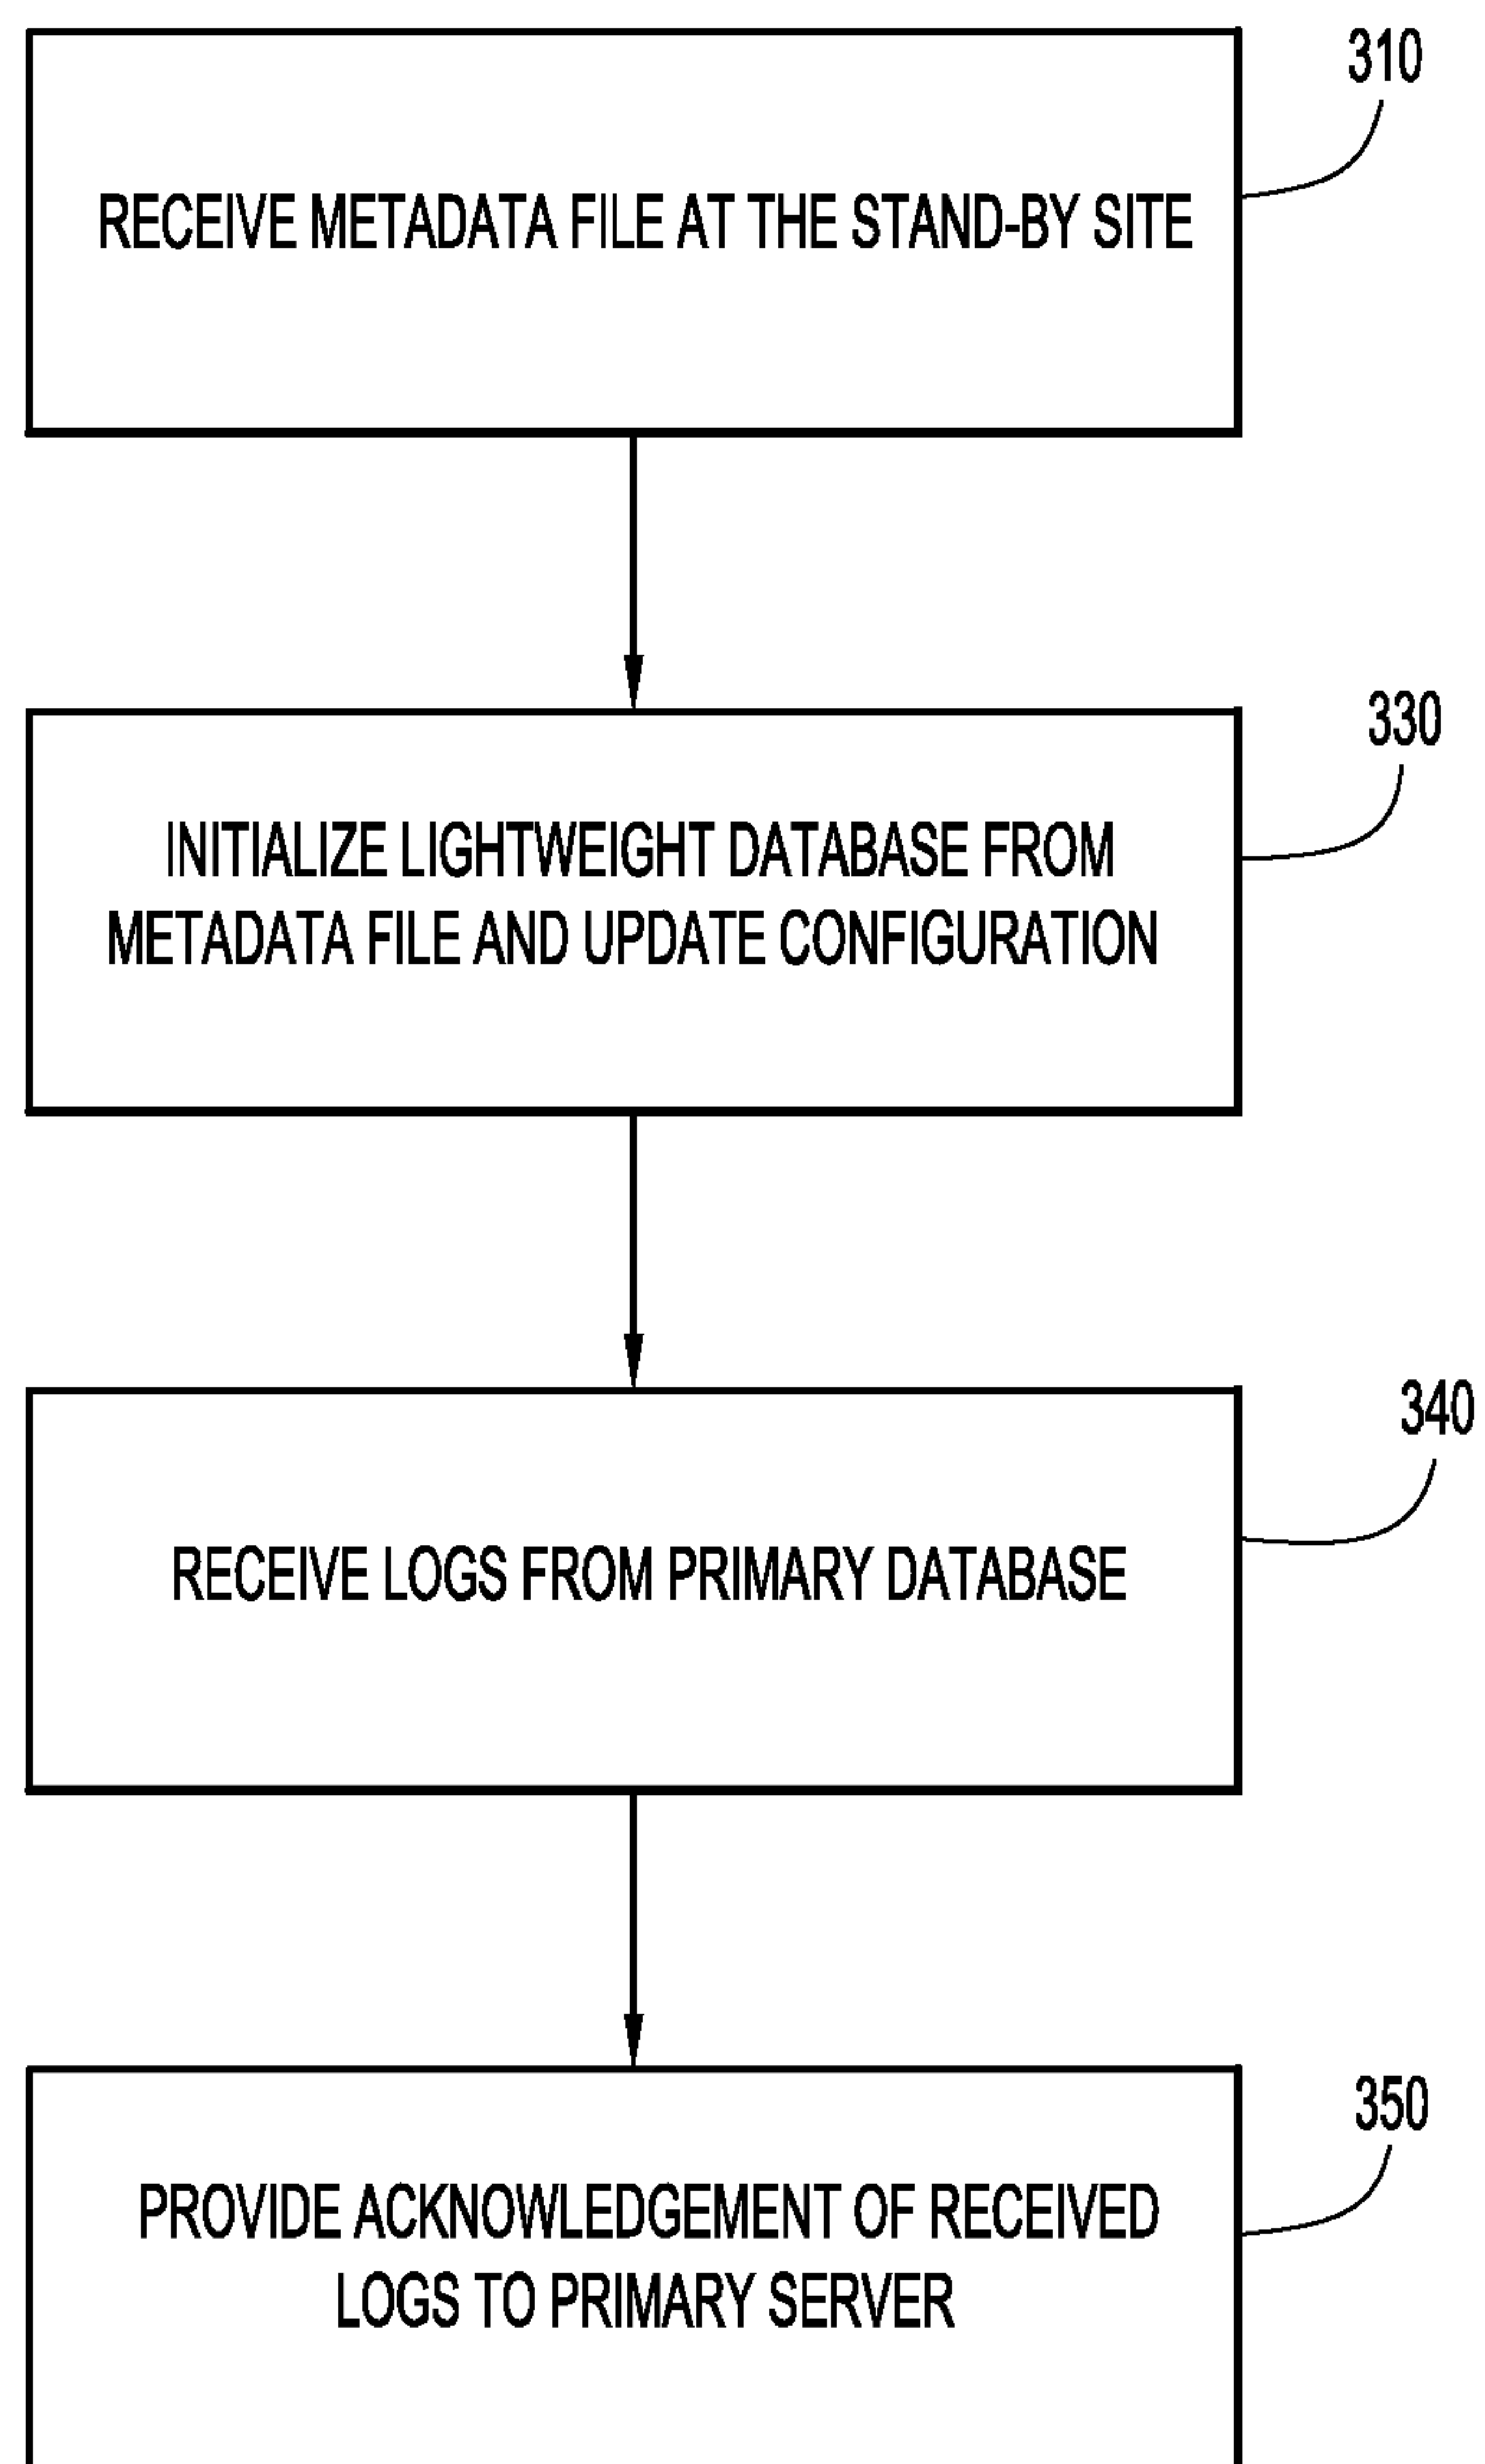 310
RECEIVE METADATA FILE AT THE STAND-BY SITE
330
INITIALIZE LIGHTWEIGHT DATABASE FROM
METADATA FILE AND UPDATE CONFIGURATION
340
RECEIVE LOGS FROM PRIMARY DATABASE
350
PROVIDE ACKNOWLEDGEMENT OF RECEIVED
LOGS TO PRIMARY SERVER